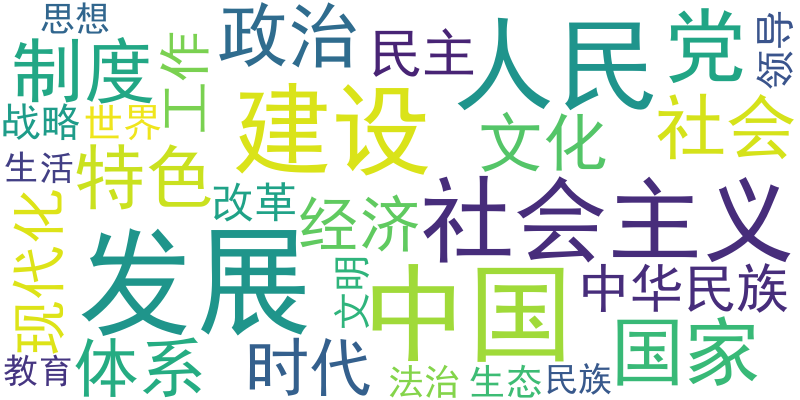 思想
制度
工作
政治
民主
人民
党
领导
战略
世界
建设
文化
社会
生活
特色
改革
经济
社会主义
现代化
发展
文明
中国
中华民族
国家
教育
体系
时代
法治
生态
民族